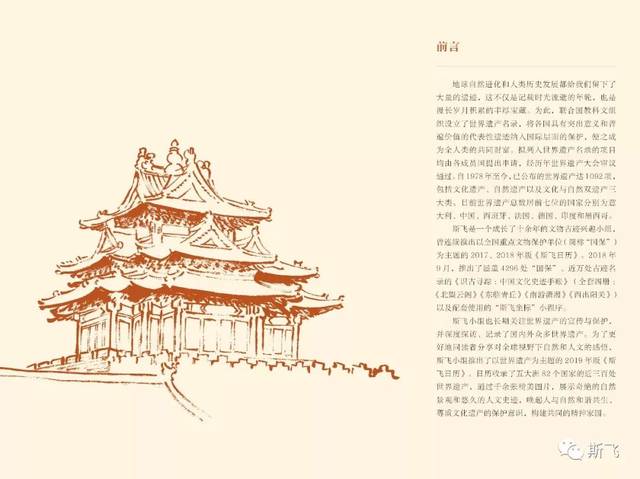 前言
地球自然进化和人类历史发展都给我们留下了
大量的遗迹，这不仅是记载时光流逝的年轮，也是
漫长岁月积累的丰厚宝藏。为此，联合国教科文组
织设立了世界遗产名录，将各国具有突出意义和普
遍价值的代表性遗迹纳入国际层面的保护，使之成
为全人类的共同财富。拟列入世界遗产名录的项目
均由各成员国提出申请，经历年世界遗产大会审议
通过。自1978年至今，已公布的世界遗产达1092项，
包括文化遗产、自然遗产以及文化与自然双遗产三
大类。目前世界遗产总数居前七位的国家分别为意
大利、中国、西班牙、法国、德国、印度和墨西哥。
斯飞是一个成长了十余年的文物古迹兴趣小组，
曾连续推出以全国重点文物保护单位（简称“国保”）
为主题的2017、2018年版《斯飞日历》。2018年
9月，推出了涵盖4296处“国保”、近万处古迹名
录的《识古寻踪：中国文化史迹手账》（全套四册：
《北骊云阙》《东临青丘》《南游潇湘》《西出阳关》）
以及配套使用的“斯飞坐标”小程序。
斯飞小组也长期关注世界遗产的宣传与保护，
并深度探访、记录了国内外众多世界遗产。为了更
好地同读者分享对全球视野下自然和人文的感悟，
斯飞小组推出了以世界遗产为主题的2019年版《斯
飞日历》。日历收录了五大洲82个国家的近三百处
世界遗产，通过千余张精美图片，展示奇绝的自然
景观和悠久的人文史迹，唤起人与自然和谐共生、
尊重文化遗产的保护意识，构建共同的精神家园。
斯飞